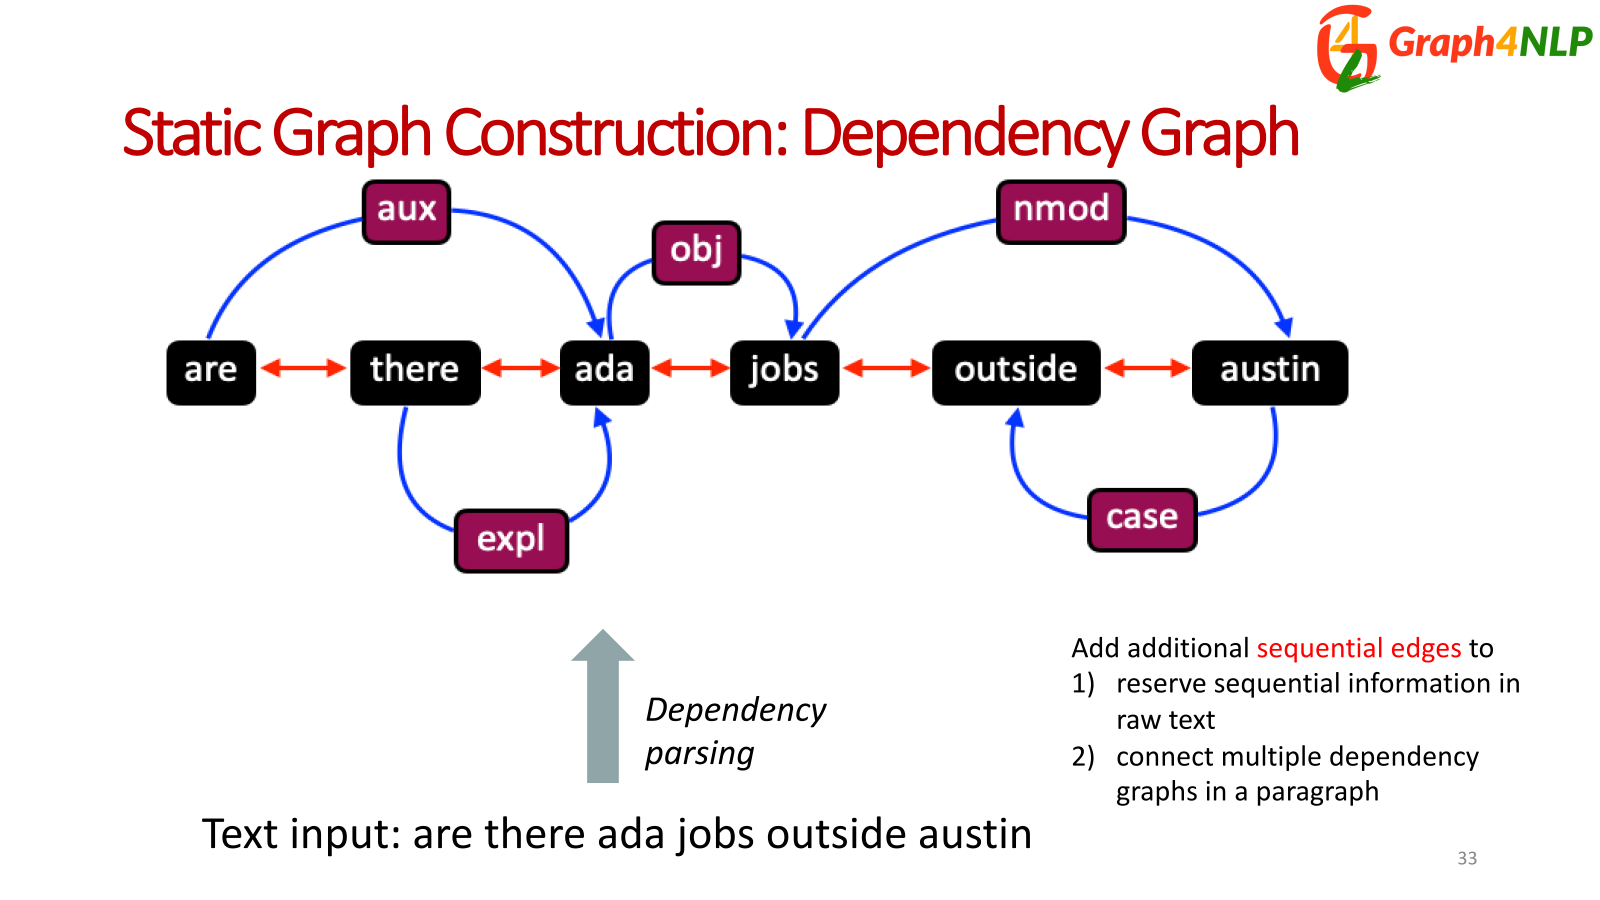 Graph4NLP
Static Graph Construction: Dependency Graph
aux
nmod
obj
are
there
ada
jobs
outside
austin
expl
case
Dependency
parsing
Add additional sequential edges to
1) reserve sequential information in
raw text
2) connect multiple dependency
graphs in a paragraph
Text input: are there ada jobs outside austin
33